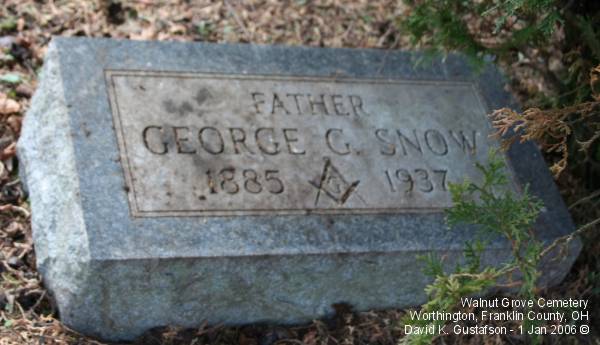 FATHER
GEORGE G. SNOW
1885 G 1937
Walnut Grove Cemetery
Worthington, Franklin County, OH
David K. Gustafson - 1 Jan 2006 ©